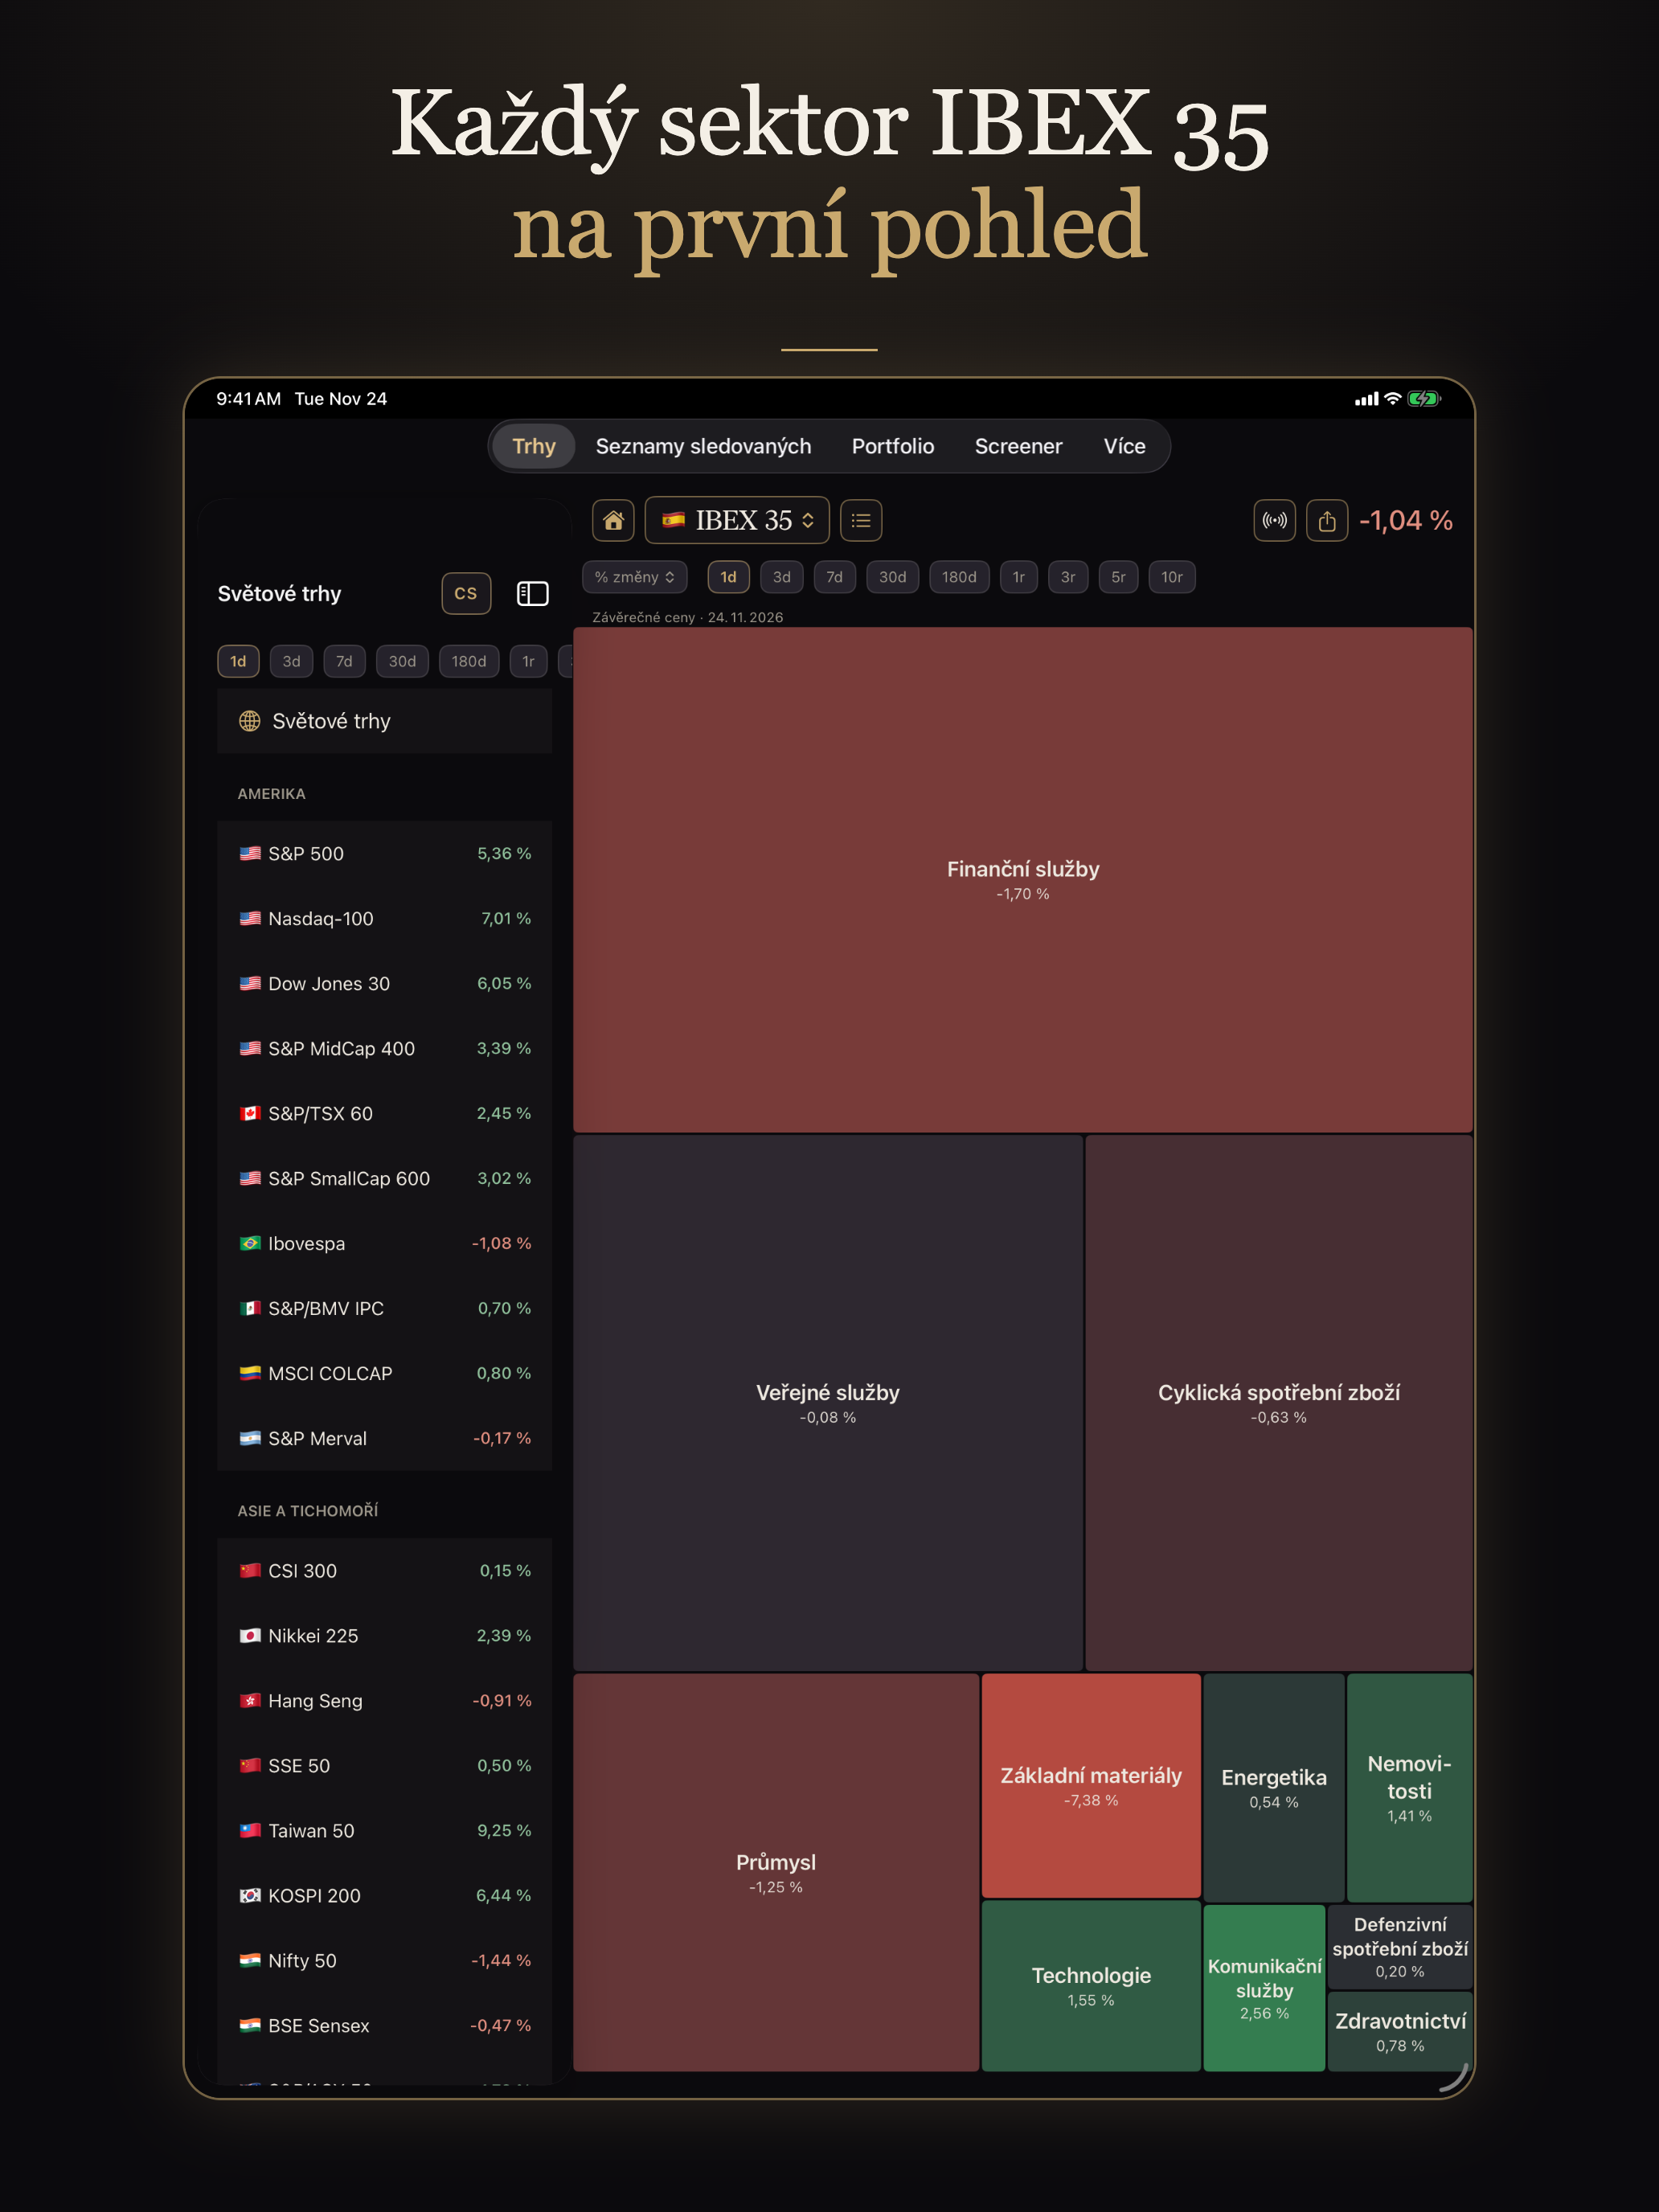 Každý sektor IBEX 35
na první pohled
9:41 AM Tue Nov 24
Trhy Seznamy sledovaných Portfolio Screener Více
IBEX 35
-1,04 %
% změny 1d 3d 7d 30d 180d 1r 3r 5r 10r
Závěrečné ceny · 24. 11. 2026
Světové trhy CS
1d 3d 7d 30d 180d 1r
Světové trhy
AMERIKA
S&P 500 5,36 %
Nasdaq-100 7,01 %
Dow Jones 30 6,05 %
S&P MidCap 400 3,39 %
S&P/TSX 60 2,45 %
S&P SmallCap 600 3,02 %
Ibovespa -1,08 %
S&P/BMV IPC 0,70 %
MSCI COLCAP 0,80 %
S&P Merval -0,17 %
ASIE A TICHOMOŘÍ
CSI 300 0,15 %
Nikkei 225 2,39 %
Hang Seng -0,91 %
SSE 50 0,50 %
Taiwan 50 9,25 %
KOSPI 200 6,44 %
Nifty 50 -1,44 %
BSE Sensex -0,47 %
Finanční služby
-1,70 %
Veřejné služby
-0,08 %
Cyklická spotřební zboží
-0,63 %
Průmysl
-1,25 %
Základní materiály
-7,38 %
Energetika
0,54 %
Nemovi-
tosti
1,41 %
Technologie
1,55 %
Komunikační
služby
2,56 %
Defenzivní
spotřební zboží
0,20 %
Zdravotnictví
0,78 %